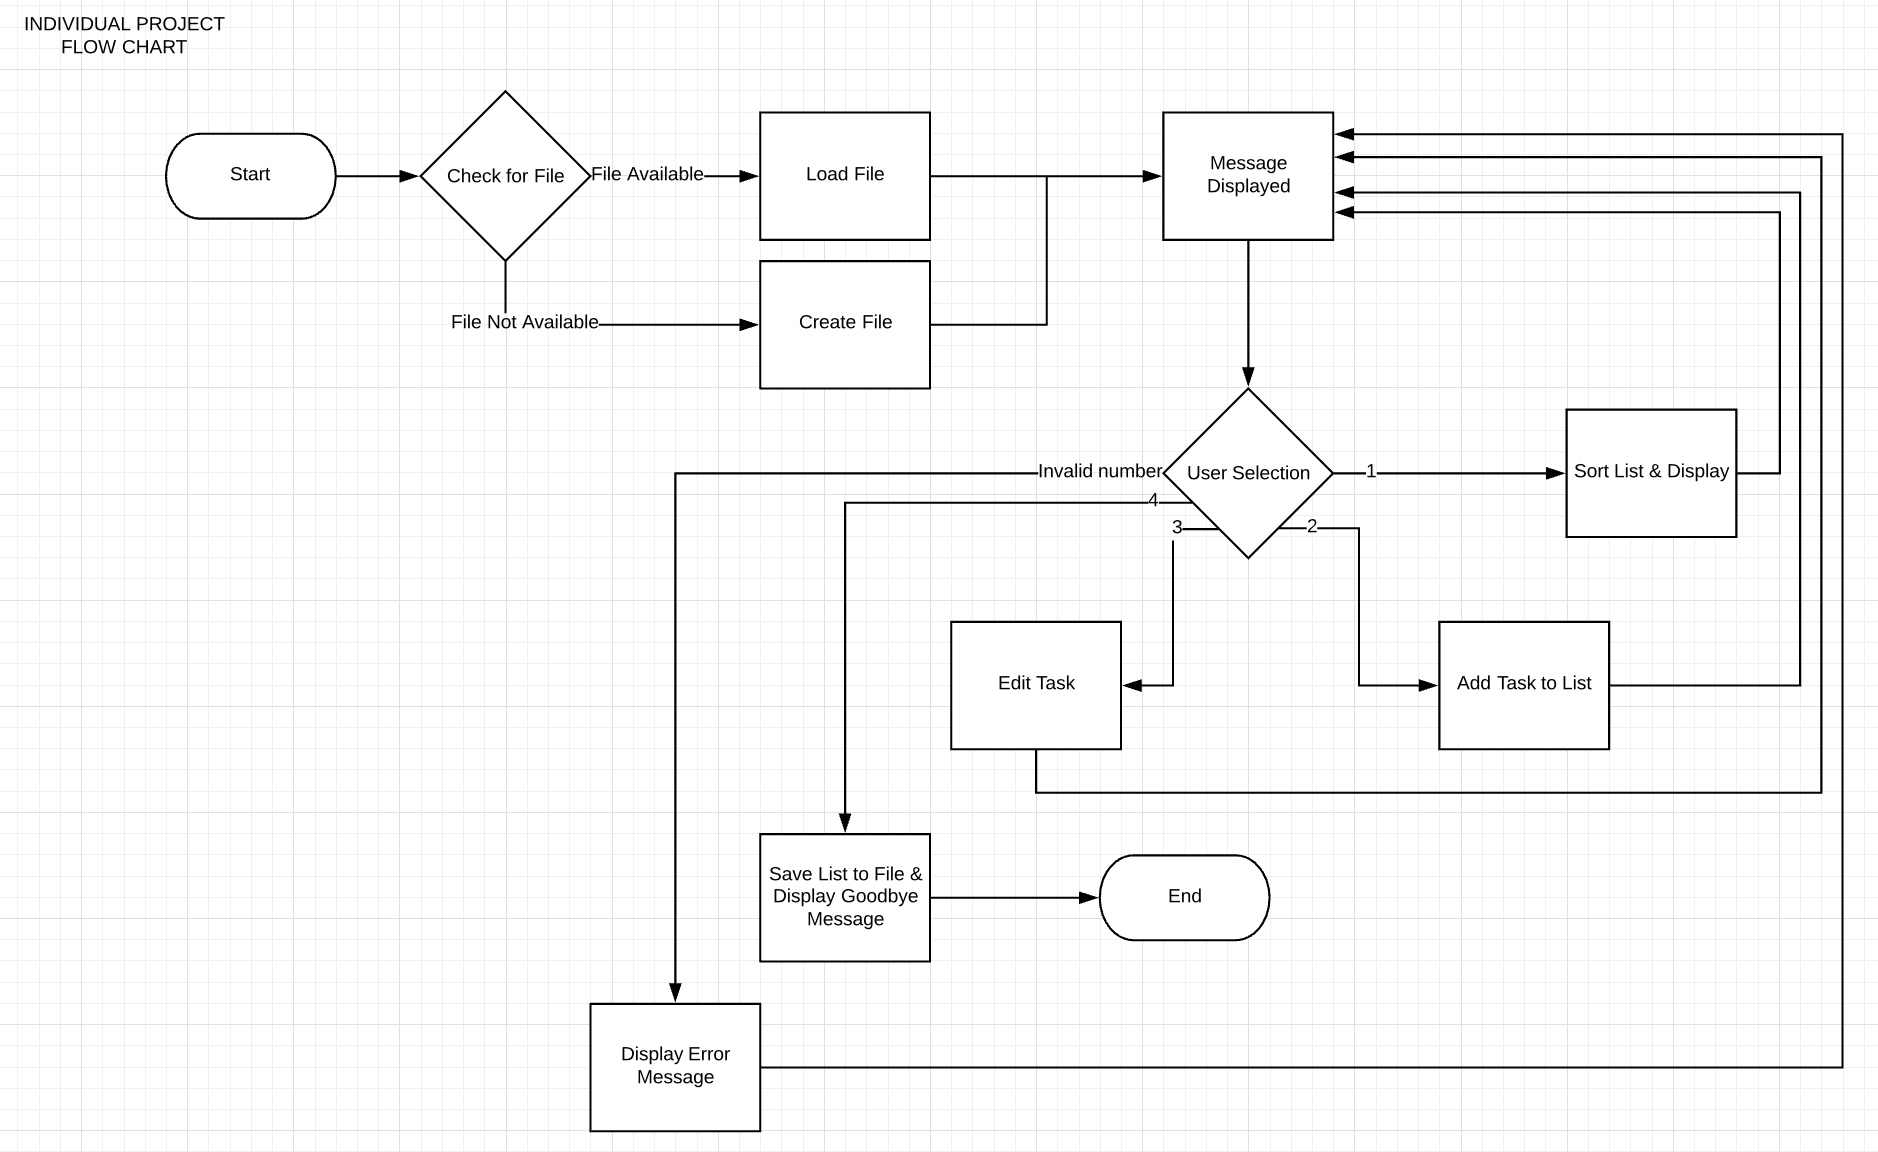 INDIVIDUAL PROJECT
FLOW CHART
Start
Check for File
File Available
Load File
Message
Displayed
File Not Available
Create File
Invalid number
User Selection
1
Sort List & Display
4
3
2
Edit Task
Add Task to List
Save List to File &
Display Goodbye
Message
End
Display Error
Message